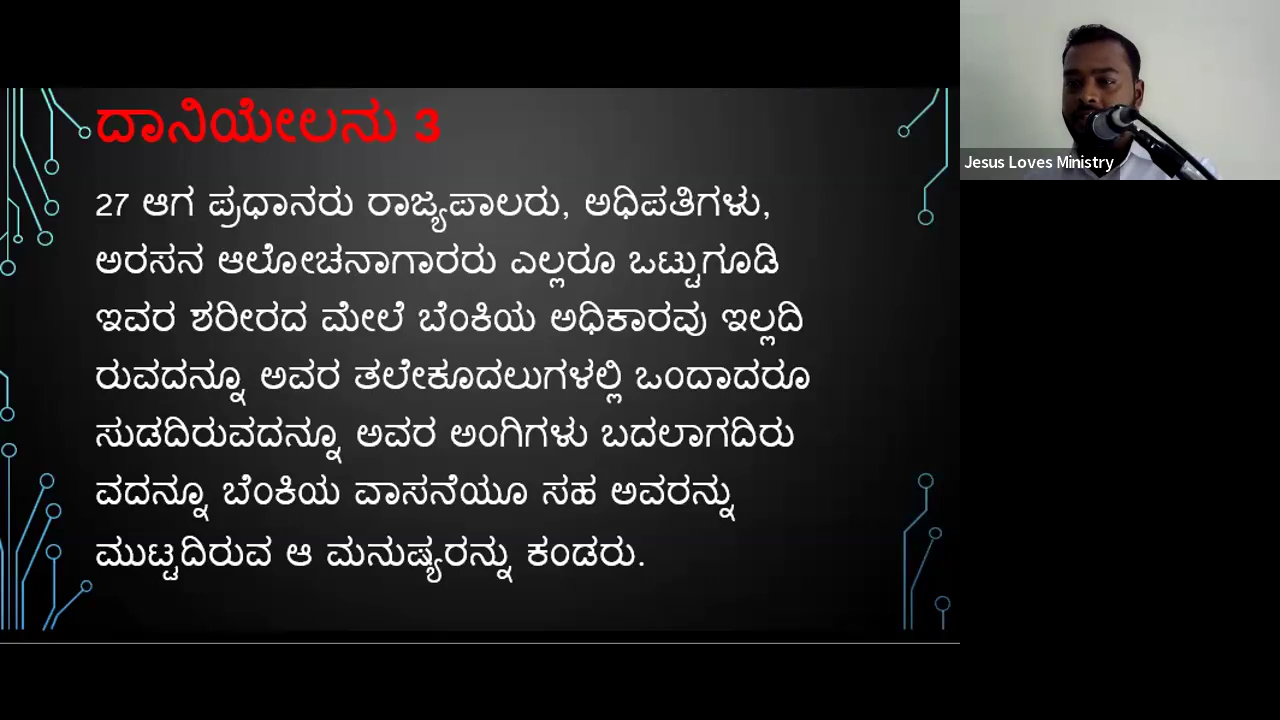 ದಾನಿಯೇಲನು 3
27 ಆಗ ಪ್ರಧಾನರು ರಾಜ್ಯಪಾಲರು, ಅಧಿಪತಿಗಳು,
ಅರಸನ ಆಲೋಚನಾಗಾರರು ಎಲ್ಲರೂ ಒಟ್ಟುಗೂಡಿ
ಇವರ ಶರೀರದ ಮೇಲೆ ಬೆಂಕಿಯ ಅಧಿಕಾರವು ಇಲ್ಲದಿ
ರುವದನ್ನೂ ಅವರ ತಲೇಕೂದಲುಗಳಲ್ಲಿ ಒಂದಾದರೂ
ಸುಡದಿರುವದನ್ನೂ ಅವರ ಅಂಗಿಗಳು ಬದಲಾಗದಿರು
ವದನ್ನೂ ಬೆಂಕಿಯ ವಾಸನೆಯೂ ಸಹ ಅವರನ್ನು
ಮುಟ್ಟದಿರುವ ಆ ಮನುಷ್ಯರನ್ನು ಕಂಡರು.
Jesus Loves Ministry